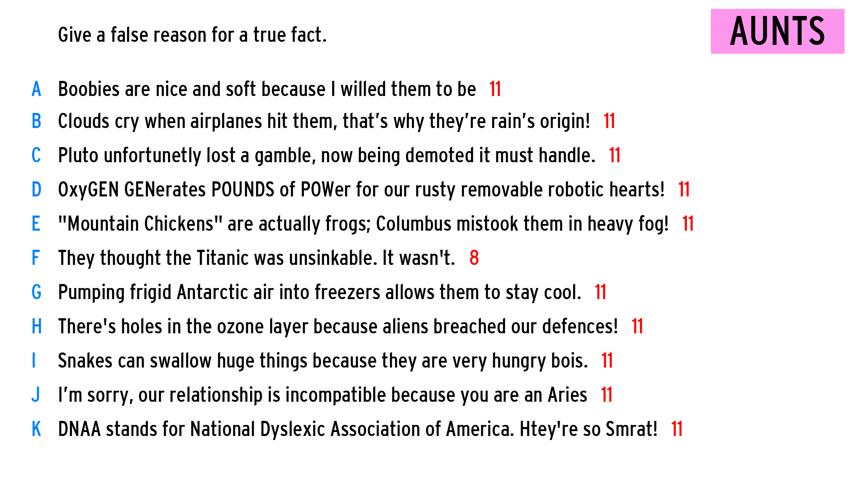 Give a false reason for a true fact.
AUNTS
A Boobies are nice and soft because I willed them to be 11
B Clouds cry when airplanes hit them, that's why they're rain's origin! 11
C Pluto unfortunetly lost a gamble, now being demoted it must handle. 11
D OxyGEN GENerates POUNDS of POWer for our rusty removable robotic hearts! 11
E "Mountain Chickens" are actually frogs; Columbus mistook them in heavy fog! 11
F They thought the Titanic was unsinkable. It wasn't. 8
G Pumping frigid Antarctic air into freezers allows them to stay cool. 11
H There's holes in the ozone layer because aliens breached our defences! 11
I Snakes can swallow huge things because they are very hungry bois. 11
J I'm sorry, our relationship is incompatible because you are an Aries 11
K DNAA stands for National Dyslexic Association of America. Htey're so Smrat! 11